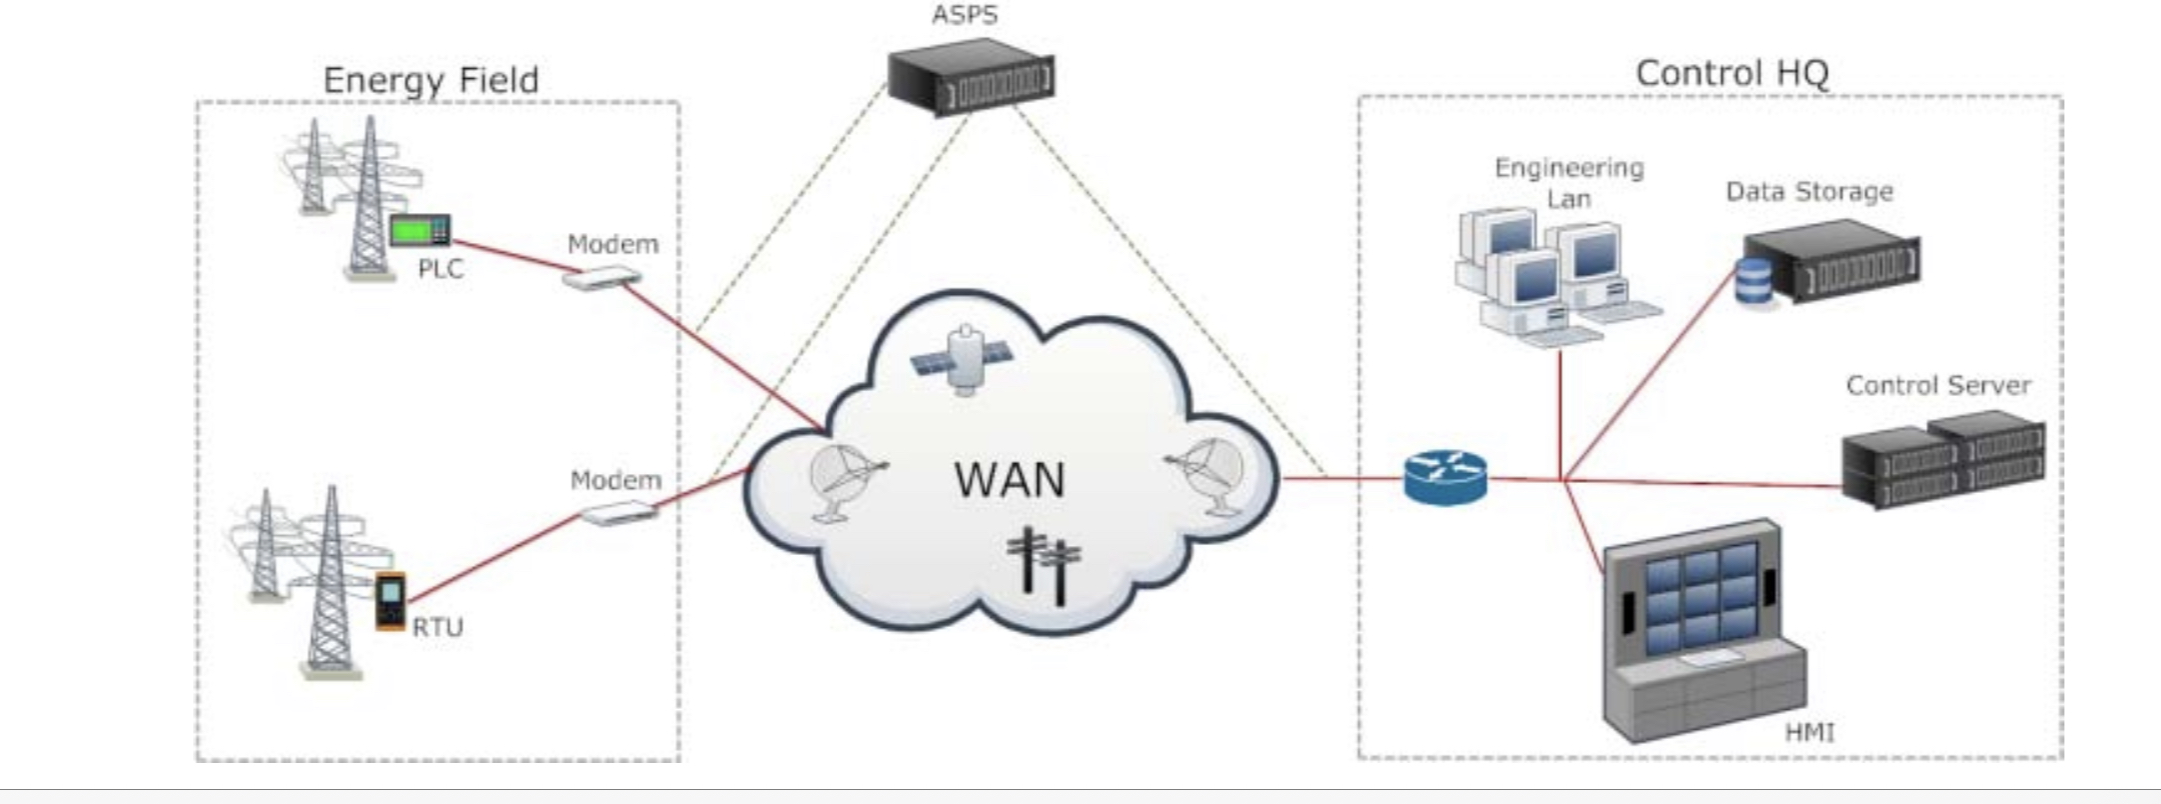 ASPS
Energy Field
Control HQ
Engineering
Lan
Data Storage
Modem
PLC
Control Server
WAN
Modem
RTU
HMI